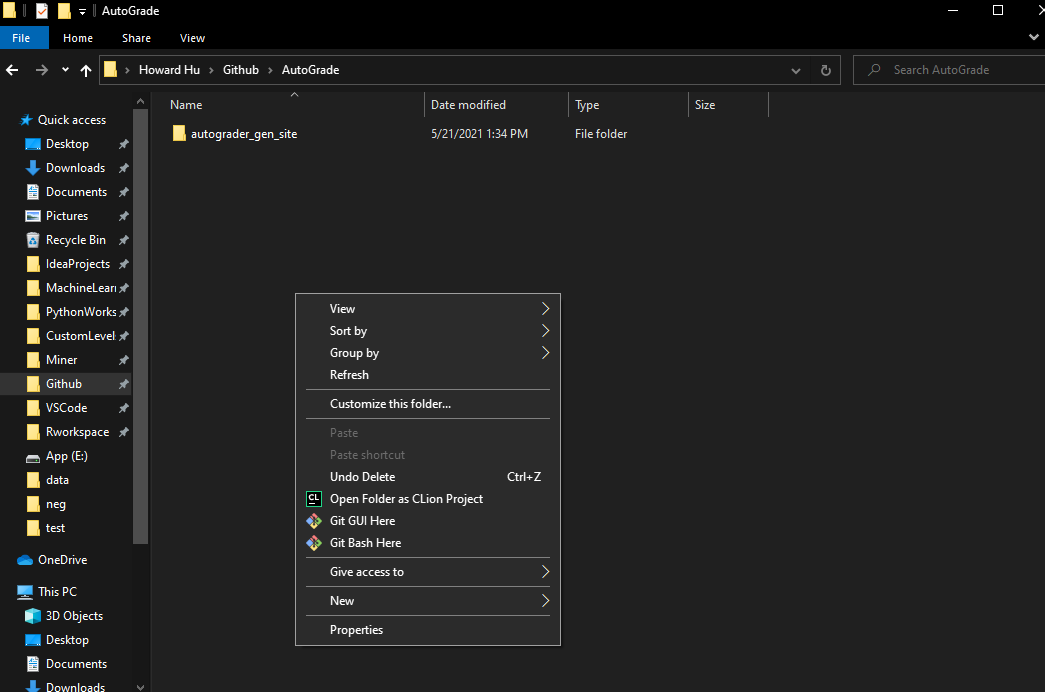 AutoGrade
File Home Share View
Howard Hu Github AutoGrade Search AutoGrade
Name Date modified Type Size
autograder_gen_site 5/21/2021 1:34 PM File folder
Quick access
Desktop
Downloads
Documents
Pictures
Recycle Bin
IdeaProjects
MachineLearn
PythonWorks
CustomLevel
Miner
Github
VSCode
Rworkspace
App (E:)
data
neg
test
OneDrive
This PC
3D Objects
Desktop
Documents
Downloads
View
Sort by
Group by
Refresh
Customize this folder...
Paste
Paste shortcut
Undo Delete Ctrl+Z
CL Open Folder as CLion Project
Git GUI Here
Git Bash Here
Give access to
New
Properties